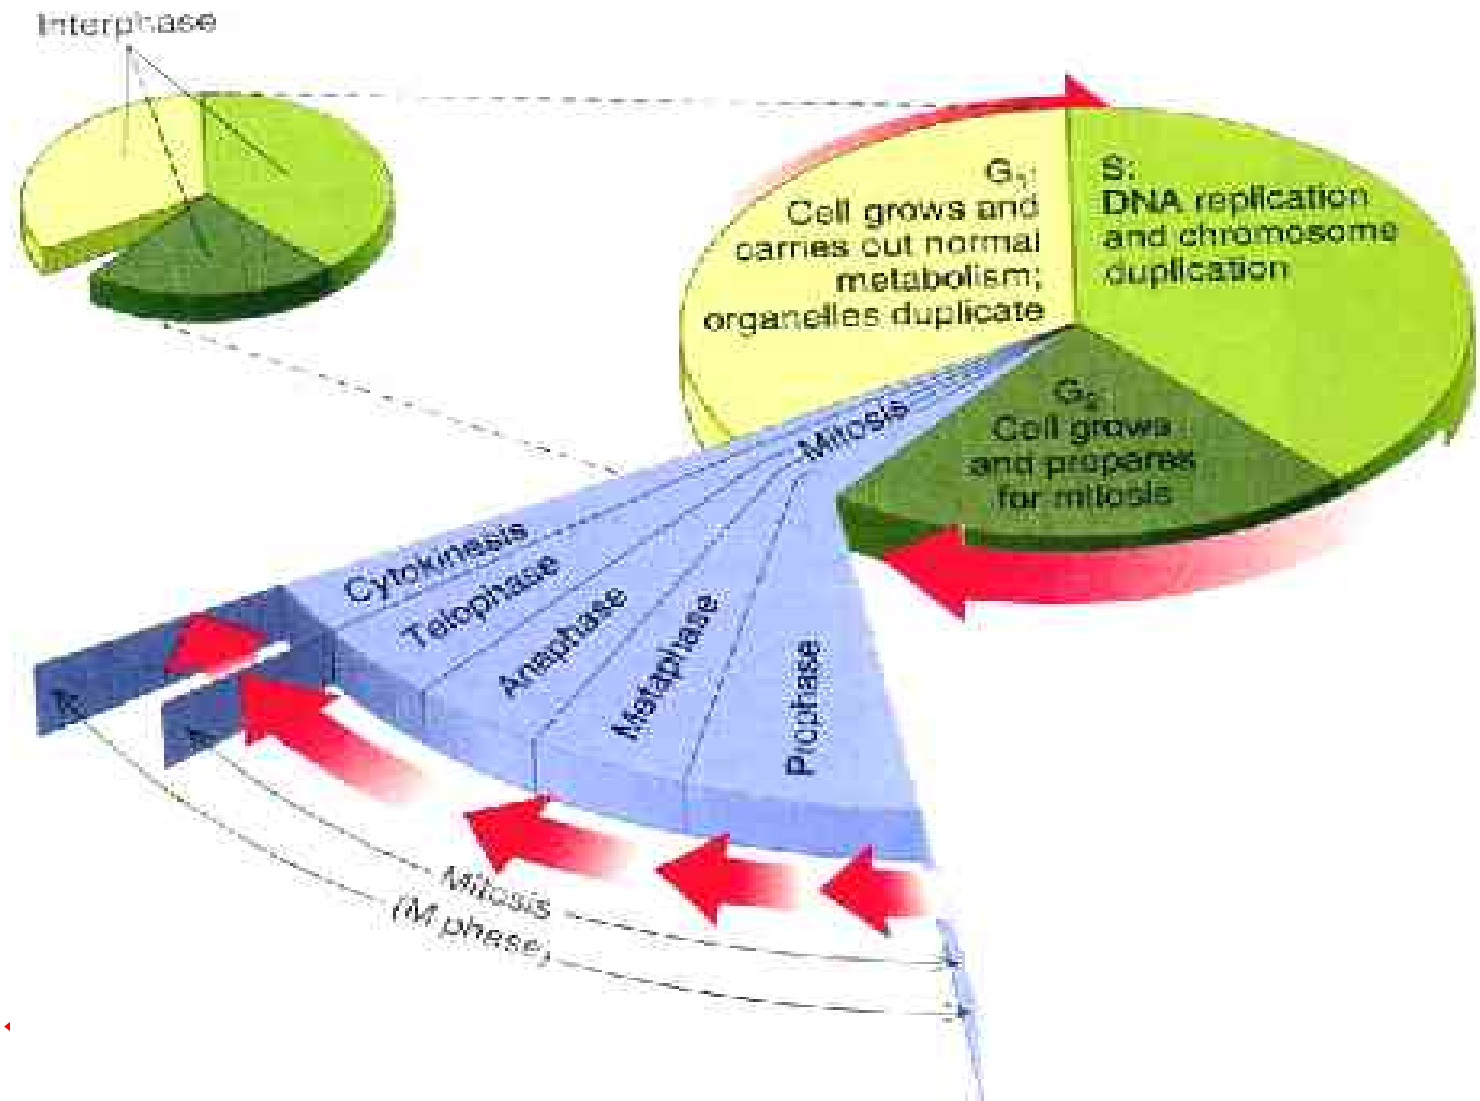 Interphase
G₁:
Cell grows and
carries out normal
metabolism;
organelles duplicate
S:
DNA replication
and chromosome
duplication
G₂:
Cell grows
and prepares
for mitosis
Mitosis
Cytokinesis
Telophase
Anaphase
Metaphase
Prophase
Mitosis
(M phase)